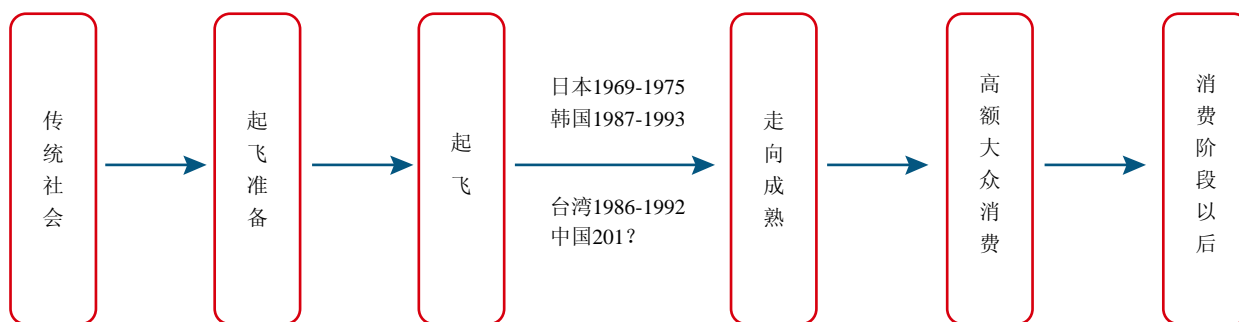 传统社会
起飞准备
起飞
日本1969-1975
韩国1987-1993
台湾1986-1992
中国201？
走向成熟
高额大众消费
消费阶段以后